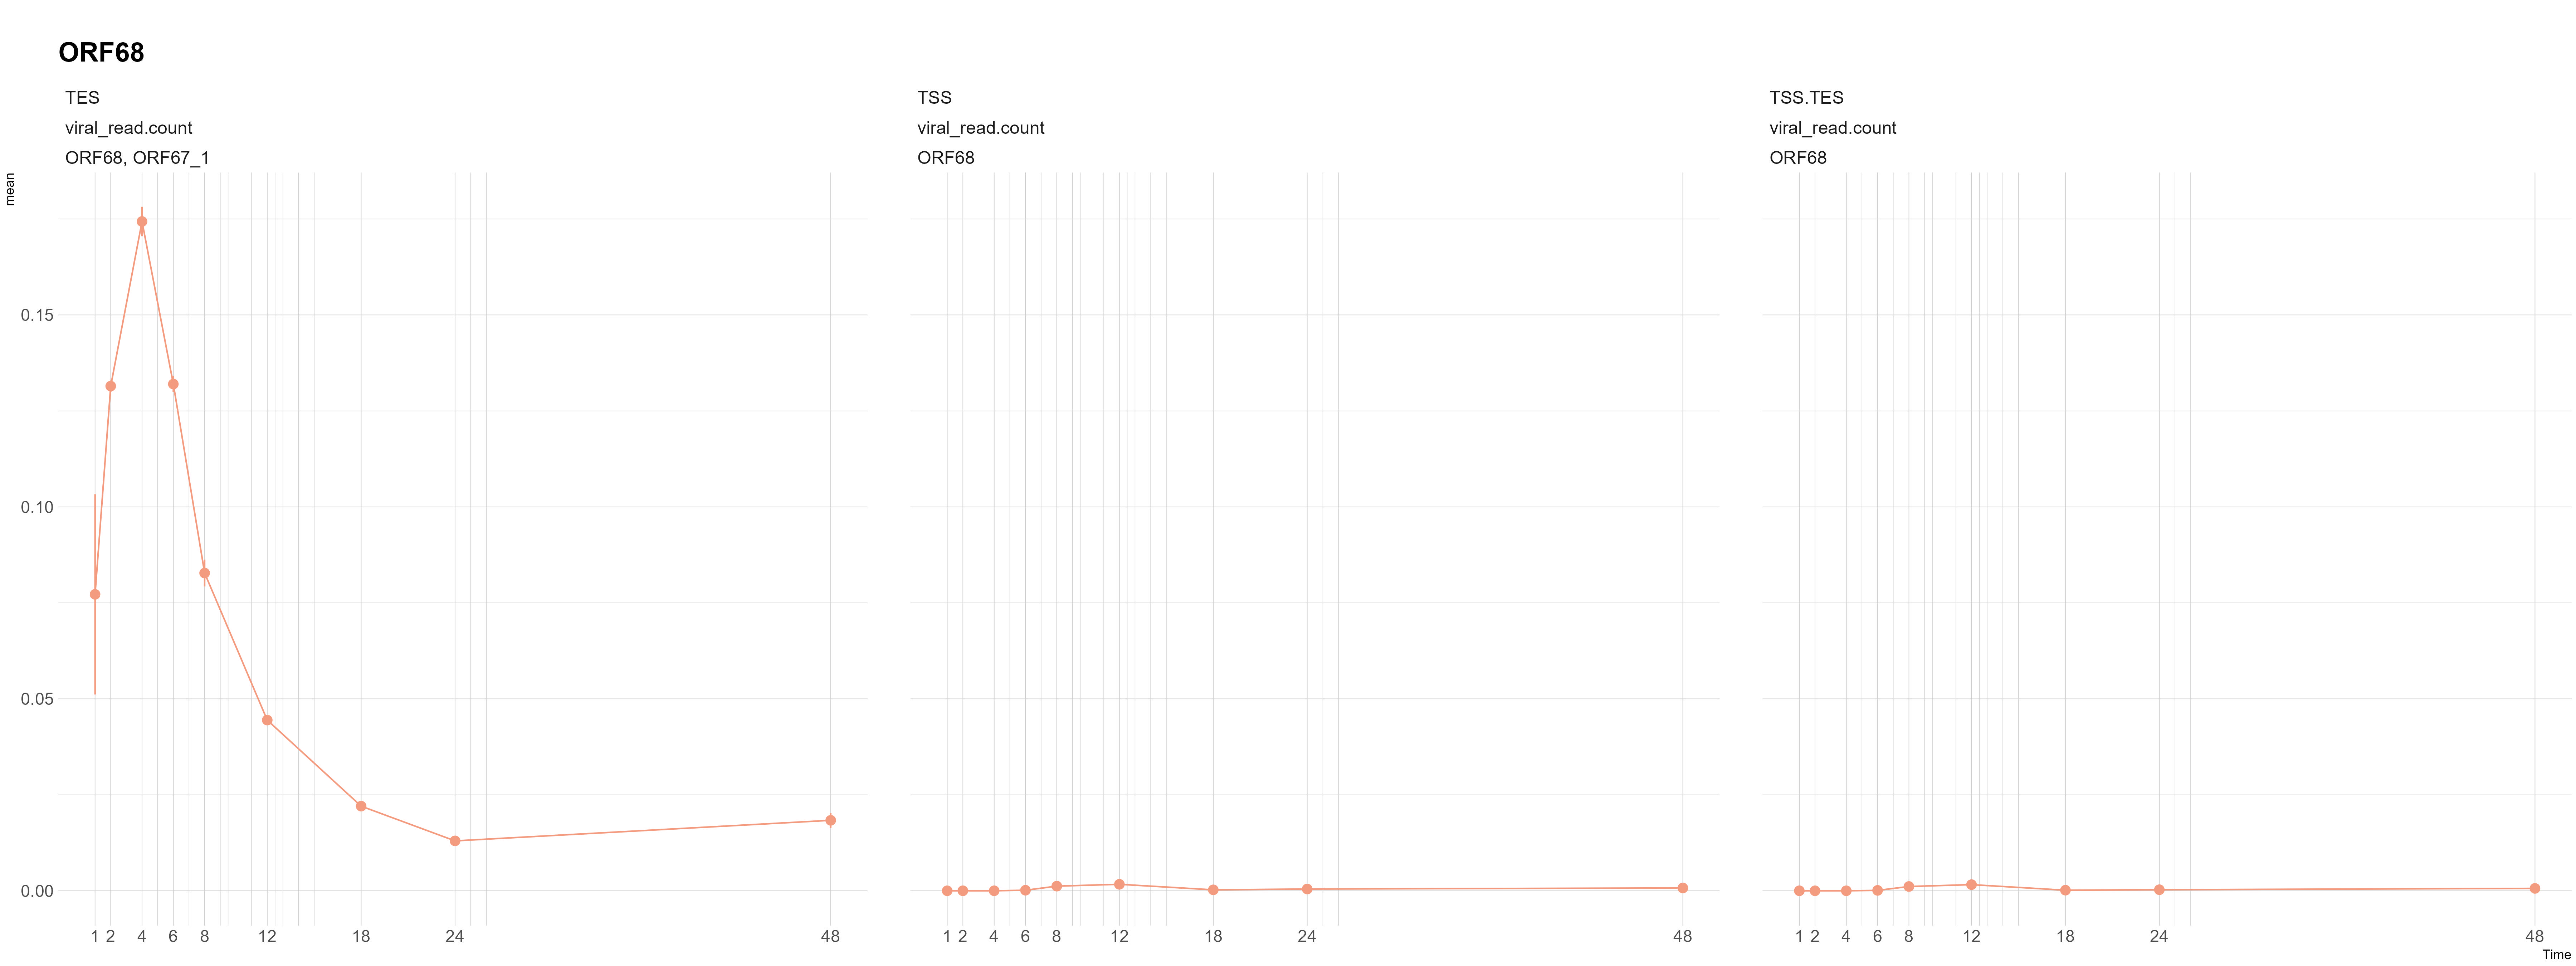 ORF68
TES
viral_read.count
ORF68, ORF67_1
TSS
viral_read.count
ORF68
TSS.TES
viral_read.count
ORF68
mean
0.15
0.10
0.05
0.00
1 2 4 6 8 12 18 24 48
1 2 4 6 8 12 18 24 48
1 2 4 6 8 12 18 24 48
Time